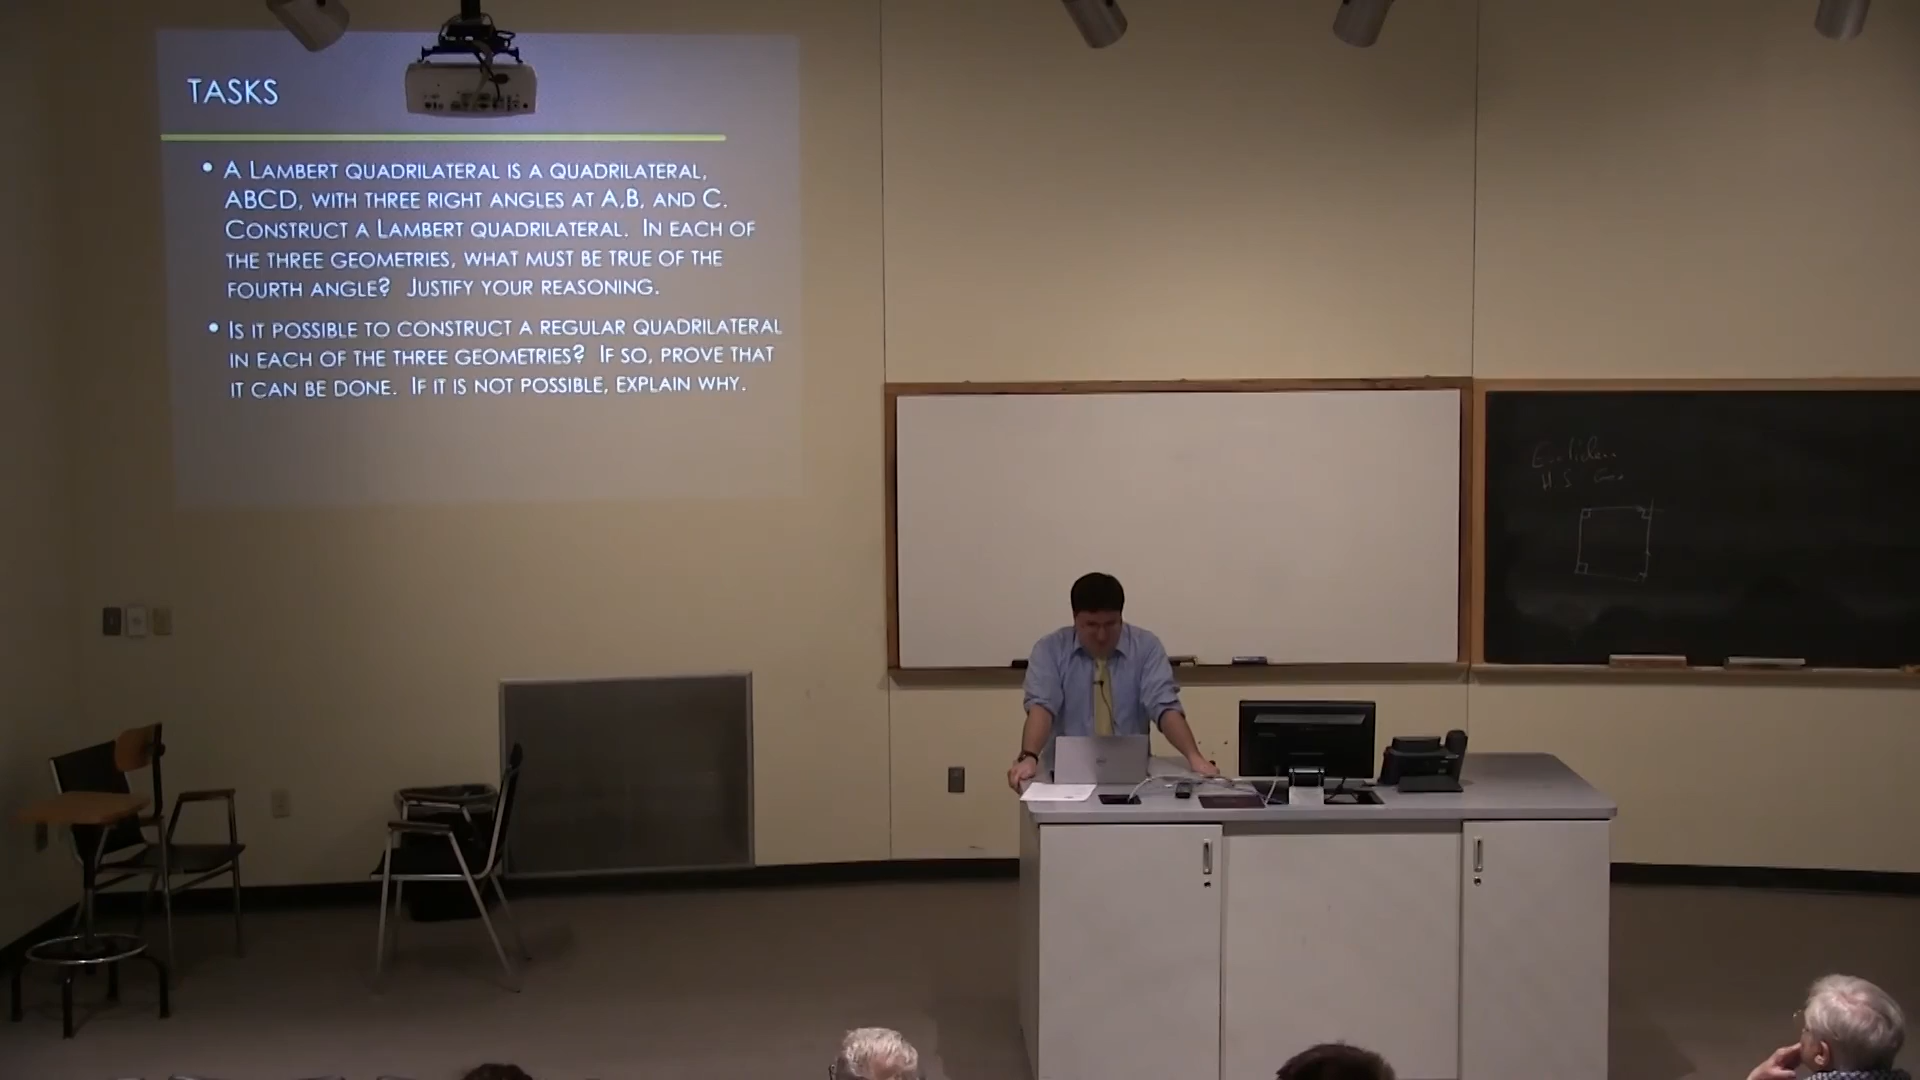 TASKS
• A LAMBERT QUADRILATERAL IS A QUADRILATERAL,
ABCD, WITH THREE RIGHT ANGLES AT A,B, AND C.
CONSTRUCT A LAMBERT QUADRILATERAL. IN EACH OF
THE THREE GEOMETRIES, WHAT MUST BE TRUE OF THE
FOURTH ANGLE? JUSTIFY YOUR REASONING.
• IS IT POSSIBLE TO CONSTRUCT A REGULAR QUADRILATERAL
IN EACH OF THE THREE GEOMETRIES? IF SO, PROVE THAT
IT CAN BE DONE. IF IT IS NOT POSSIBLE, EXPLAIN WHY.
Euclidean
H.S